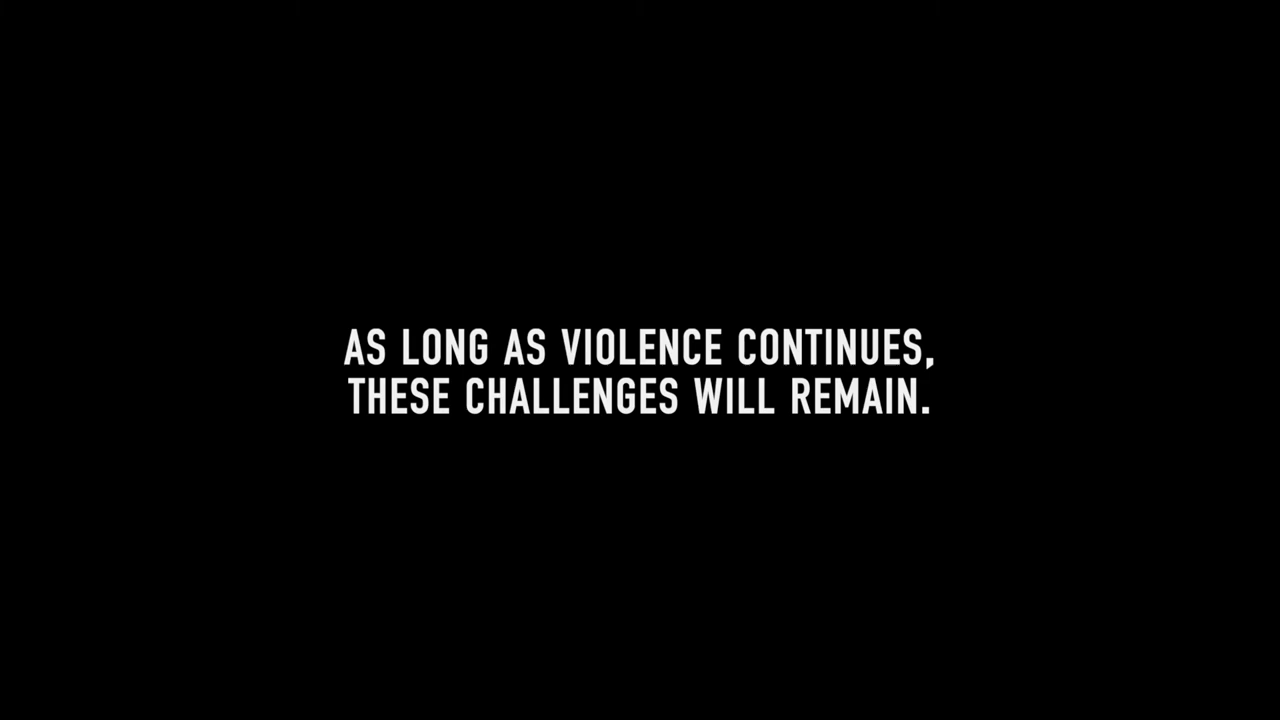 AS LONG AS VIOLENCE CONTINUES,
THESE CHALLENGES WILL REMAIN.